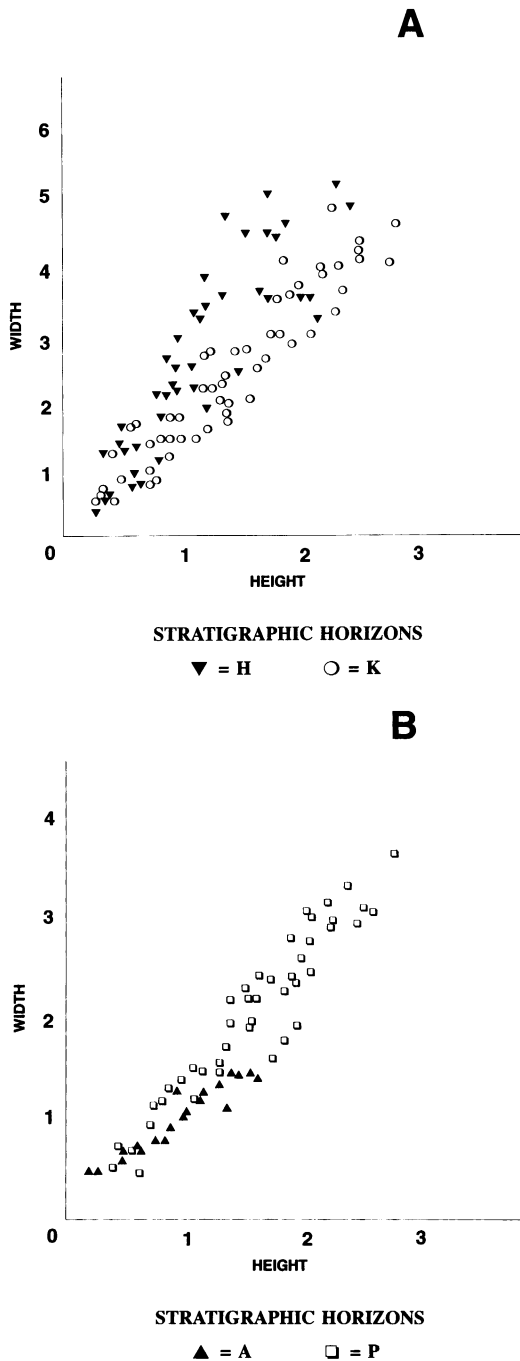 A
6
5
4
3
2
1
0
WIDTH
1 2 3
HEIGHT
STRATIGRAPHIC HORIZONS
▼ = H ○ = K
B
4
3
2
1
0
WIDTH
1 2 3
HEIGHT
STRATIGRAPHIC HORIZONS
▲ = A □ = P